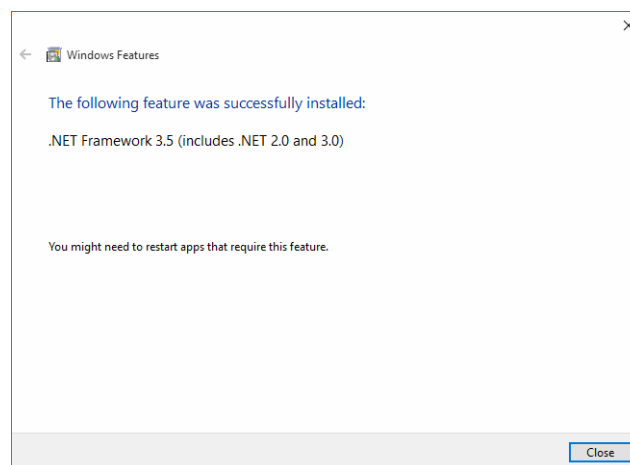 Windows Features
The following feature was successfully installed:
.NET Framework 3.5 (includes .NET 2.0 and 3.0)
You might need to restart apps that require this feature.
Close